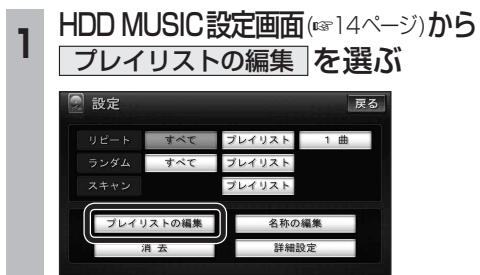 1
HDD MUSIC設定画面(☞14ページ)から
プレイリストの編集 を選ぶ
設定 戻る
リピート すべて プレイリスト 1 曲
ランダム すべて プレイリスト
スキャン プレイリスト
プレイリストの編集 名称の編集
消 去 詳細設定